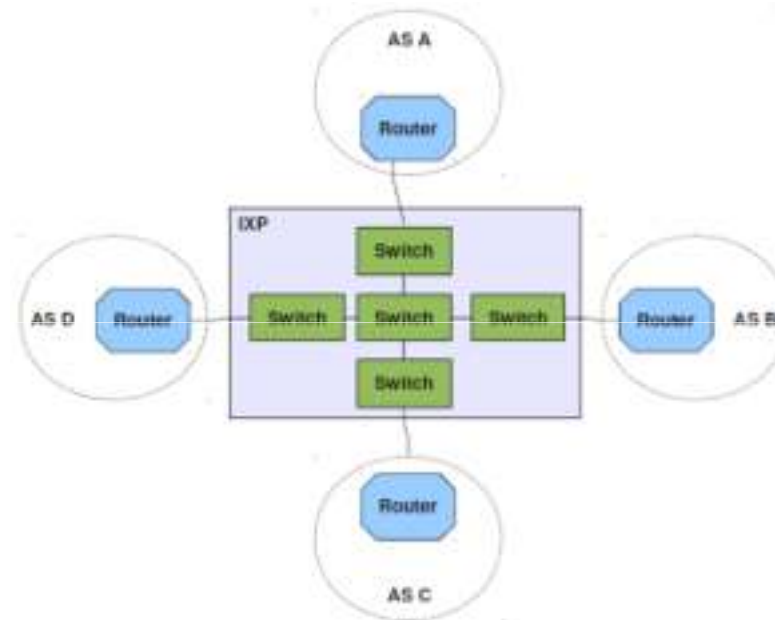 AS A
Router
IXP
Switch
AS D
Router
Switch
Switch
Switch
Router
AS B
Switch
Router
AS C